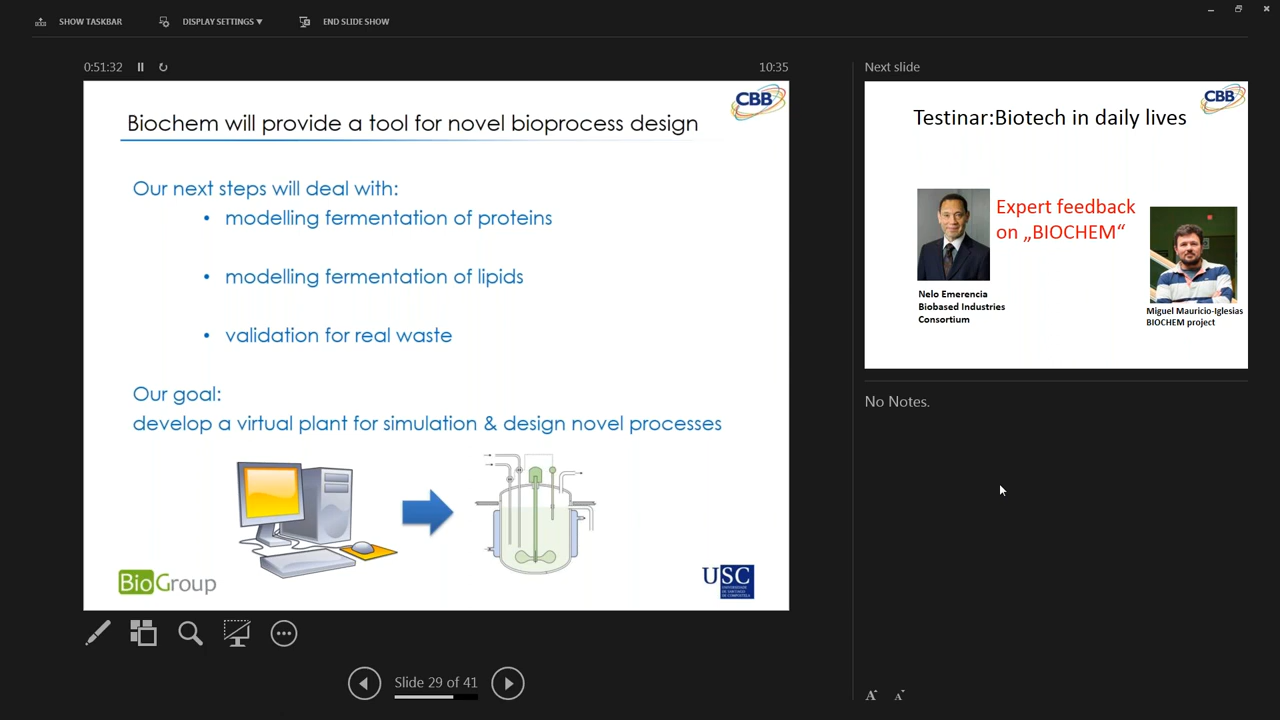 SHOW TASKBAR
DISPLAY SETTINGS ▼
END SLIDE SHOW
0:51:32
10:35
Next slide
CBB
Biochem will provide a tool for novel bioprocess design
Our next steps will deal with:
• modelling fermentation of proteins
• modelling fermentation of lipids
• validation for real waste
Our goal:
develop a virtual plant for simulation & design novel processes
BioGroup
USC
CBB
Testinar:Biotech in daily lives
Expert feedback
on „BIOCHEM“
Nelo Emerencia
Biobased Industries
Consortium
Miguel Mauricio-Iglesias
BIOCHEM project
No Notes.
Slide 29 of 41
A
A